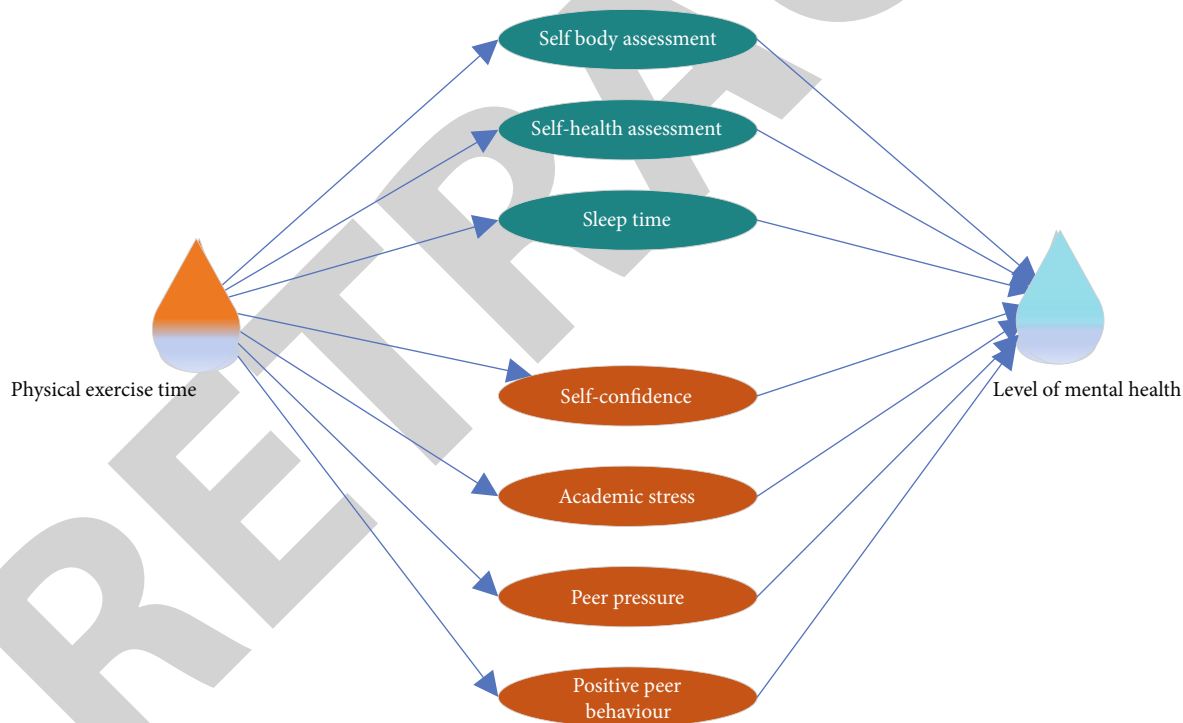 Self body assessment
Self-health assessment
Sleep time
Physical exercise time
Self-confidence
Level of mental health
Academic stress
Peer pressure
Positive peer
behaviour